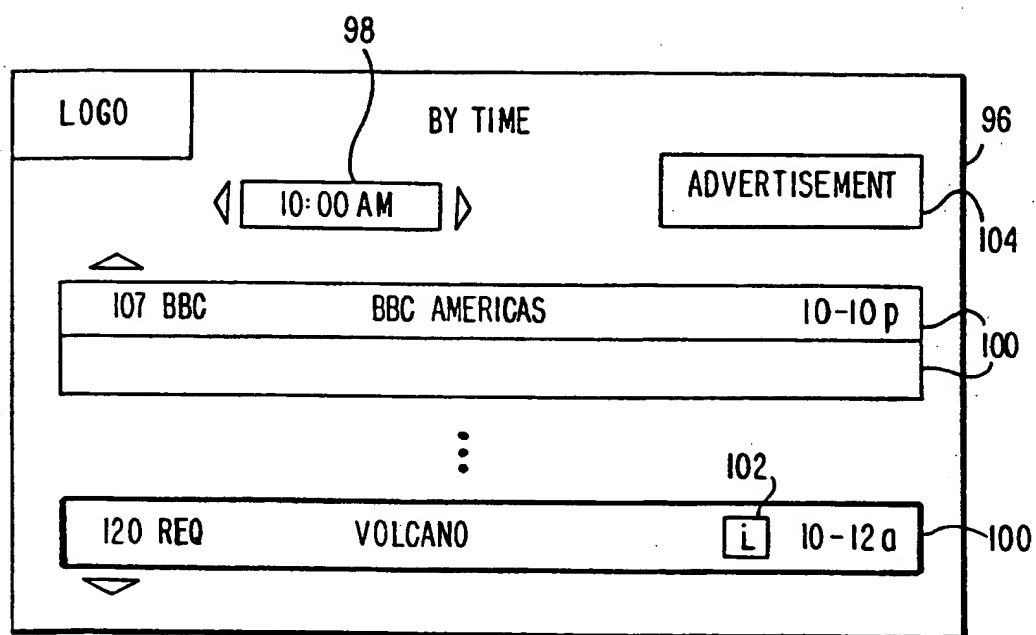 98
LOGO
BY TIME
96
10:00 AM
ADVERTISEMENT
104
107 BBC BBC AMERICAS 10-10 p
100
102
120 REQ VOLCANO i 10-12 a
100